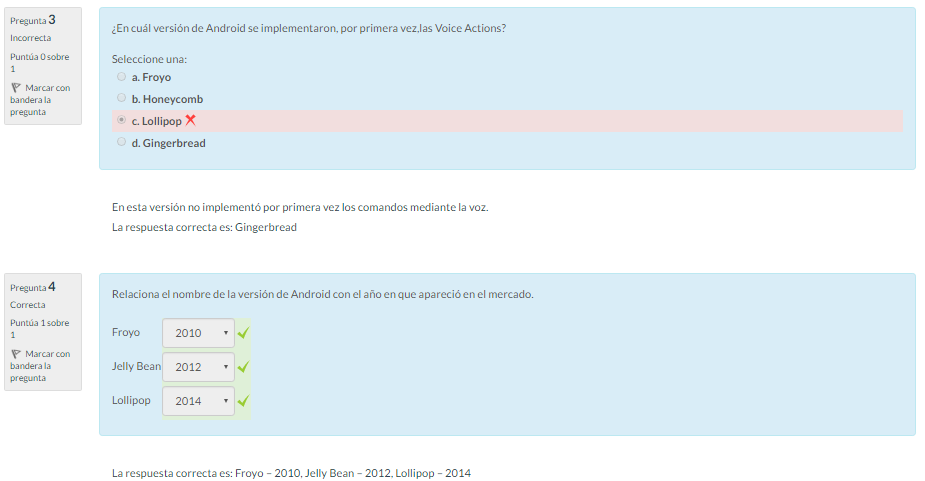 Pregunta 3
Incorrecta
Puntúa 0 sobre
1
Marcar con
bandera la
pregunta
¿En cuál versión de Android se implementaron, por primera vez,las Voice Actions?
Seleccione una:
a. Froyo
b. Honeycomb
c. Lollipop
d. Gingerbread
En esta versión no implementó por primera vez los comandos mediante la voz.
La respuesta correcta es: Gingerbread
Pregunta 4
Correcta
Puntúa 1 sobre
1
Marcar con
bandera la
pregunta
Relaciona el nombre de la versión de Android con el año en que apareció en el mercado.
Froyo 2010
Jelly Bean 2012
Lollipop 2014
La respuesta correcta es: Froyo – 2010, Jelly Bean – 2012, Lollipop – 2014